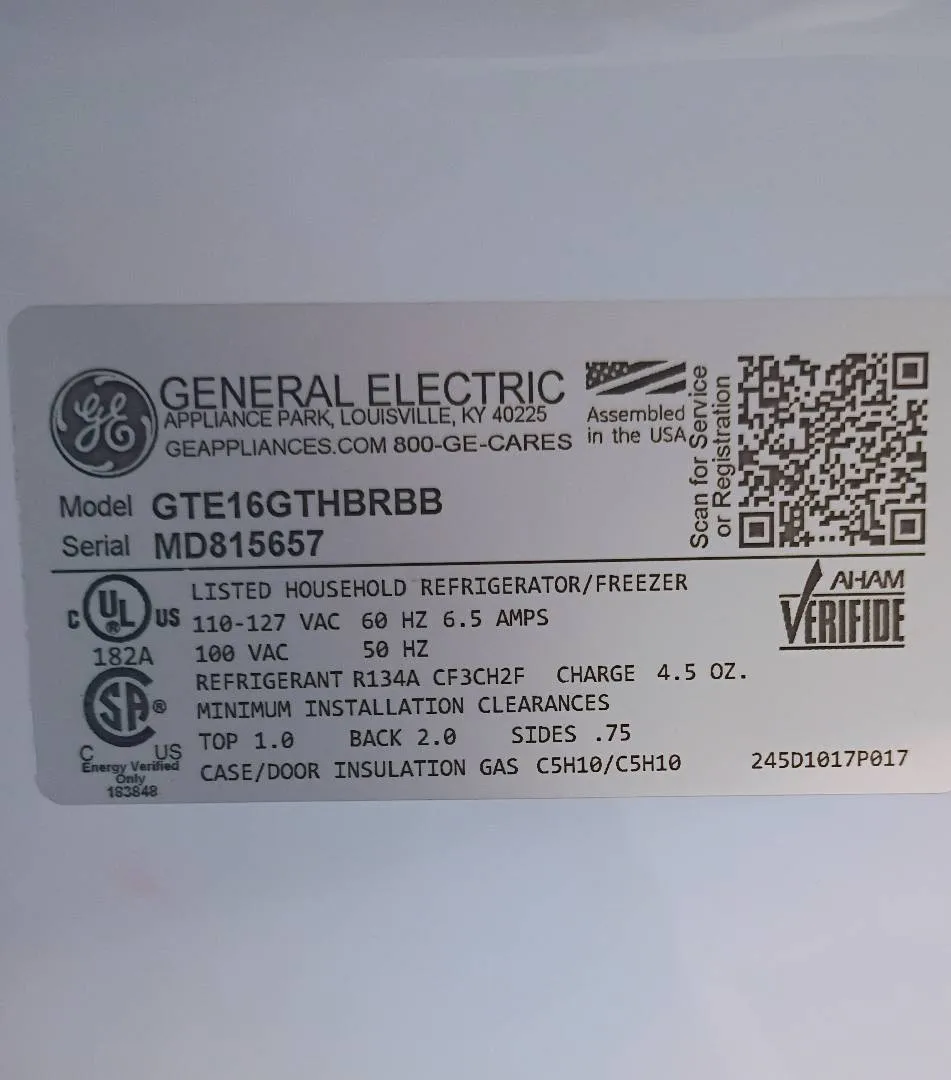 GE
GENERAL ELECTRIC
APPLIANCE PARK, LOUISVILLE, KY 40225
GEAPPLIANCES.COM 800-GE-CARES
Assembled
in the USA
Scan for Service
or Registration
Model GTE16GTHBRBB
Serial MD815657
C UL ® US
182A
LISTED HOUSEHOLD REFRIGERATOR/FREEZER
110-127 VAC 60 HZ 6.5 AMPS
100 VAC 50 HZ
REFRIGERANT R134A CF3CH2F CHARGE 4.5 OZ.
MINIMUM INSTALLATION CLEARANCES
TOP 1.0 BACK 2.0 SIDES .75
CASE/DOOR INSULATION GAS C5H10/C5H10
AHAM
VERIFIDE
SA ®
C US
Energy Verified
Only
183848
245D1017P017